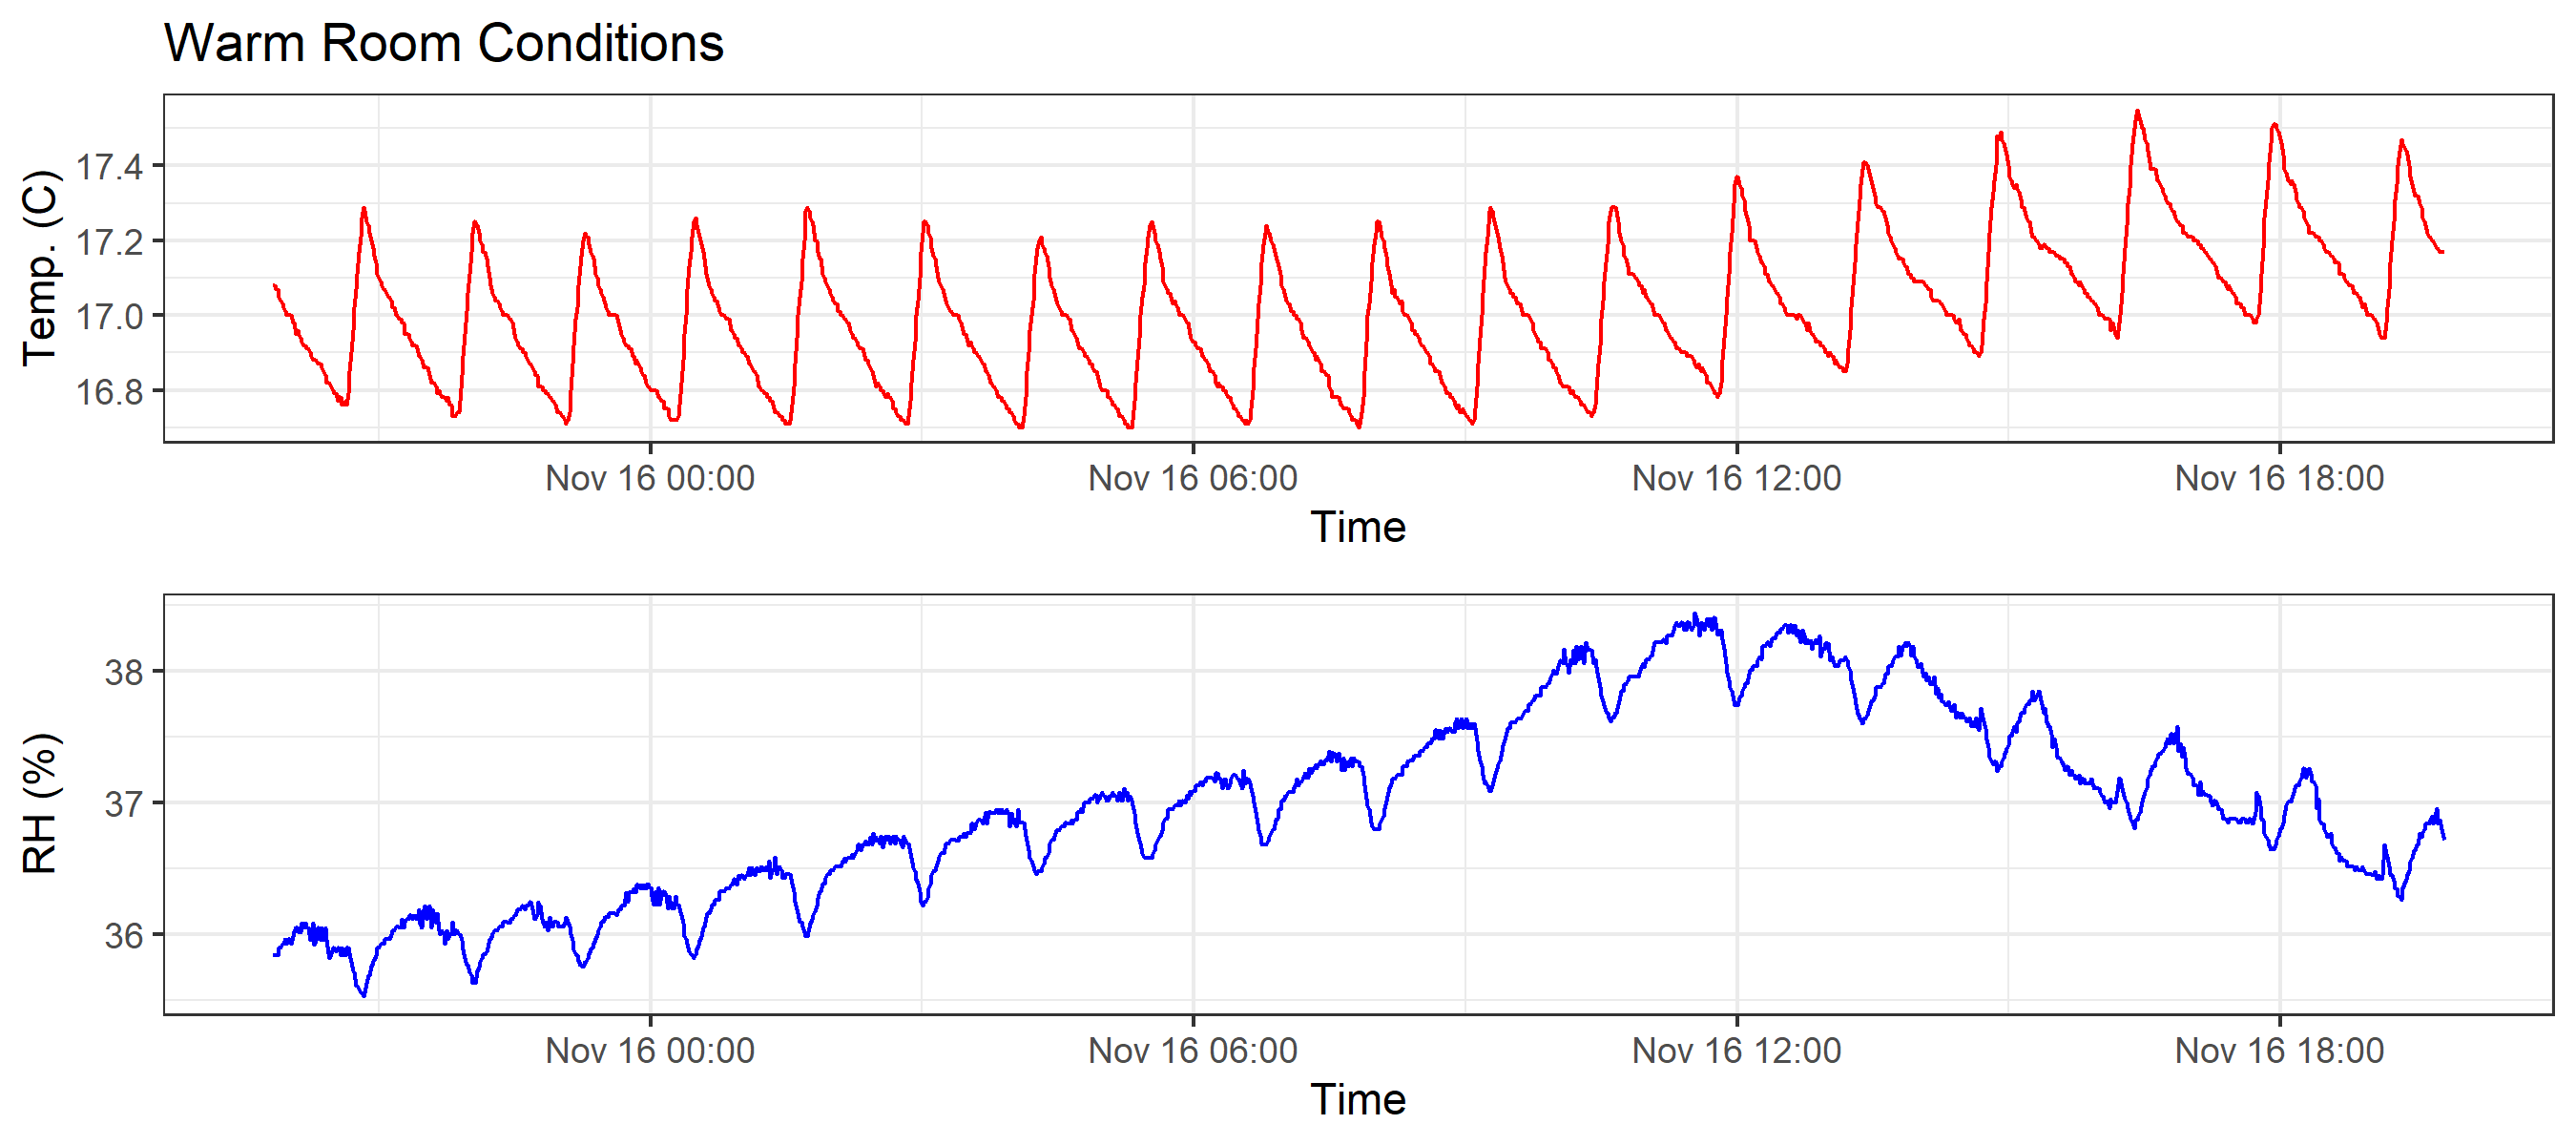 Warm Room Conditions
Temp. (C)
17.4
17.2
17.0
16.8
Nov 16 00:00 Nov 16 06:00 Nov 16 12:00 Nov 16 18:00
Time
RH (%)
38
37
36
Nov 16 00:00 Nov 16 06:00 Nov 16 12:00 Nov 16 18:00
Time